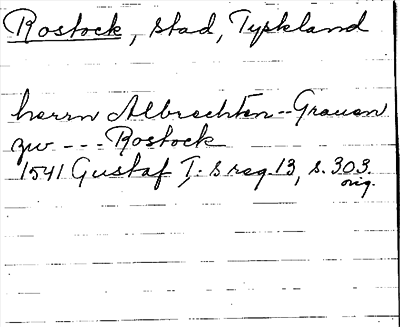 Rostock, stad, Tyskland
herrn Albrechten--Grauen
zw --- Rostock
1541 Gustaf I. s reg. 13, s. 303.
orig.